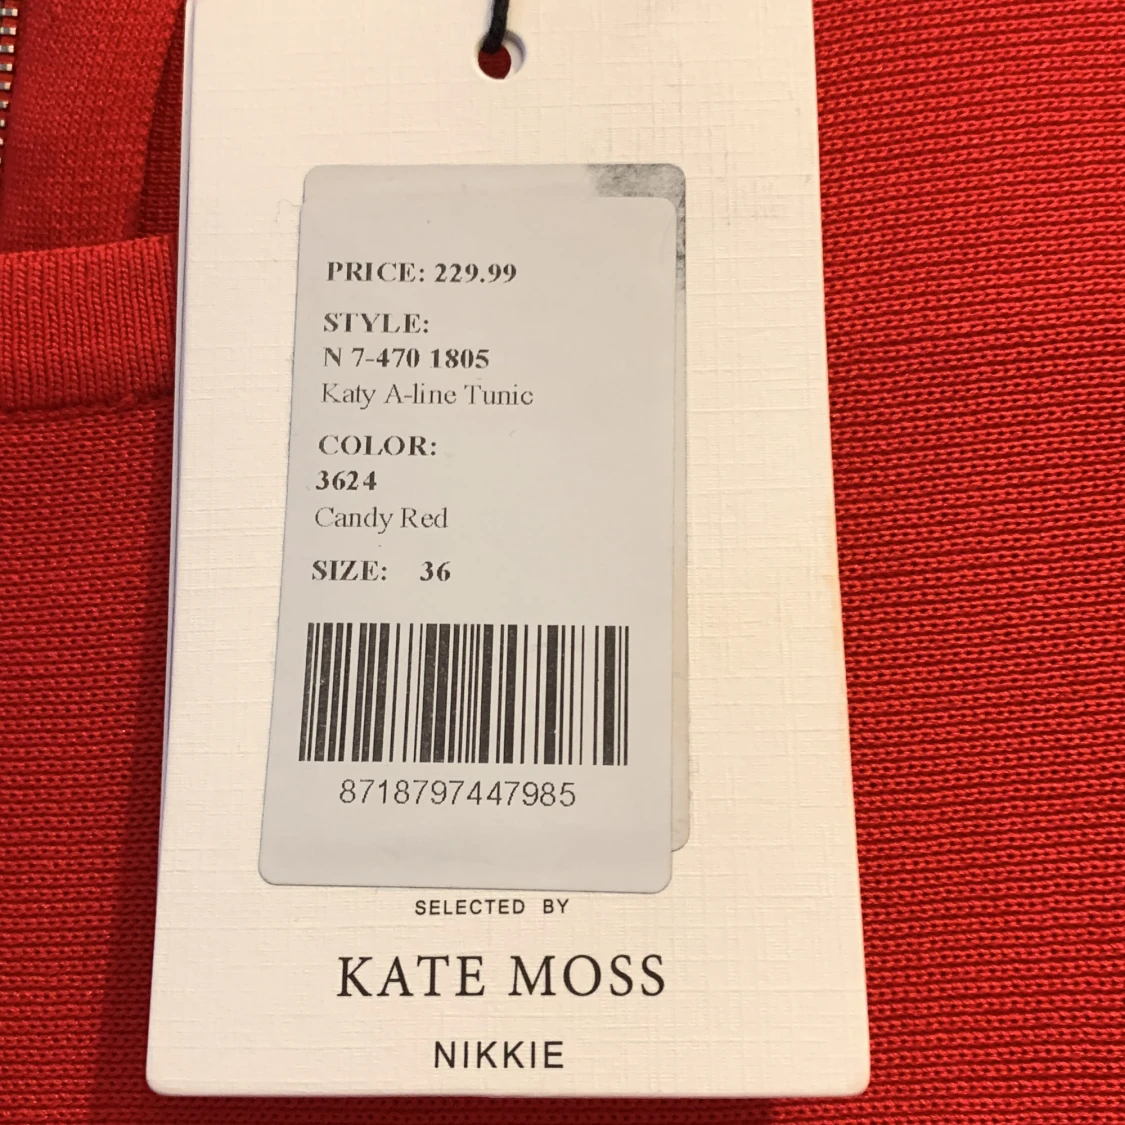 PRICE: 229.99
STYLE:
N 7-470 1805
Katy A-line Tunic
COLOR:
3624
Candy Red
SIZE: 36
8718797447985
SELECTED BY
KATE MOSS
NIKKIE